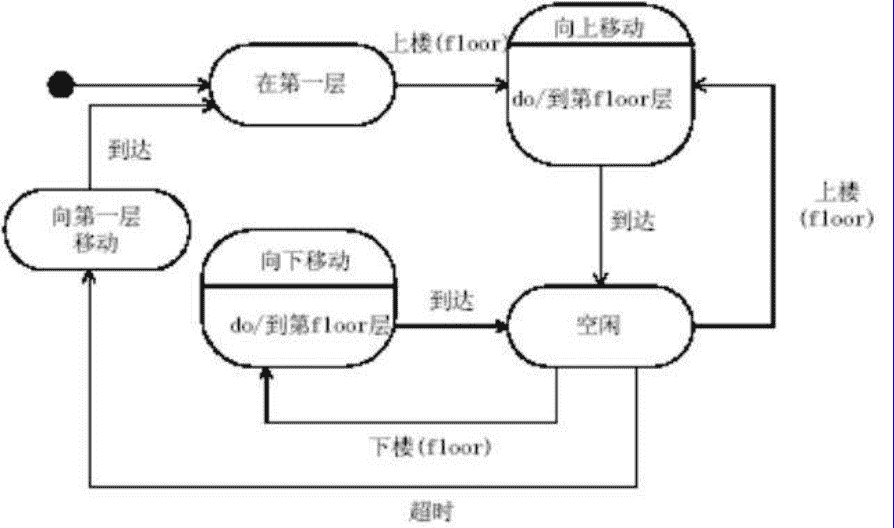 上楼(floor)
向上移动
在第一层
do/到第floor层
到达
上楼
(floor)
向第一层
移动
到达
向下移动
到达
do/到第floor层
空闲
下楼(floor)
超时